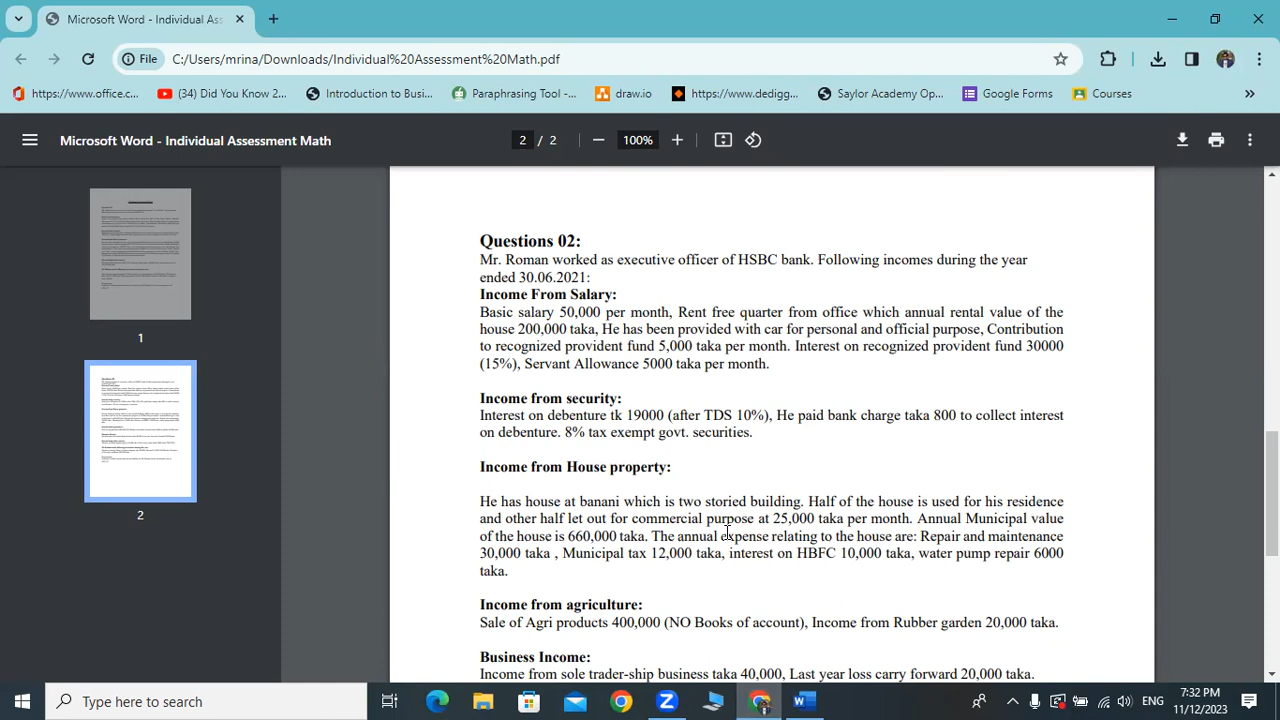 Microsoft Word - Individual Ass
File
C:/Users/mrina/Downloads/Individual%20Assessment%20Math.pdf
https://www.office.c...
(34) Did You Know 2...
Introduction to Busi...
Paraphrasing Tool -...
draw.io
https://www.dedigg...
Saylor Academy Op...
Google Forms
Courses
Microsoft Word - Individual Assessment Math
2 / 2
100%
1
2
Questions 02:
Mr. Roman worked as executive officer of HSBC bank. Following incomes during the year
ended 30.06.2021:
Income From Salary:
Basic salary 50,000 per month, Rent free quarter from office which annual rental value of the
house 200,000 taka, He has been provided with car for personal and official purpose, Contribution
to recognized provident fund 5,000 taka per month. Interest on recognized provident fund 30000
(15%), Servant Allowance 5000 taka per month.
Income from security:
Interest on debenture tk 19000 (after TDS 10%), He paid bank charge taka 800 to collect interest
on debenture. 8% tax exempt govt. securities.
Income from House property:
He has house at banani which is two storied building. Half of the house is used for his residence
and other half let out for commercial purpose at 25,000 taka per month. Annual Municipal value
of the house is 660,000 taka. The annual expense relating to the house are: Repair and maintenance
30,000 taka , Municipal tax 12,000 taka, interest on HBFC 10,000 taka, water pump repair 6000
taka.
Income from agriculture:
Sale of Agri products 400,000 (NO Books of account), Income from Rubber garden 20,000 taka.
Business Income:
Income from sole trader-ship business taka 40,000, Last year loss carry forward 20,000 taka.
Type here to search
ENG
7:32 PM
11/12/2023